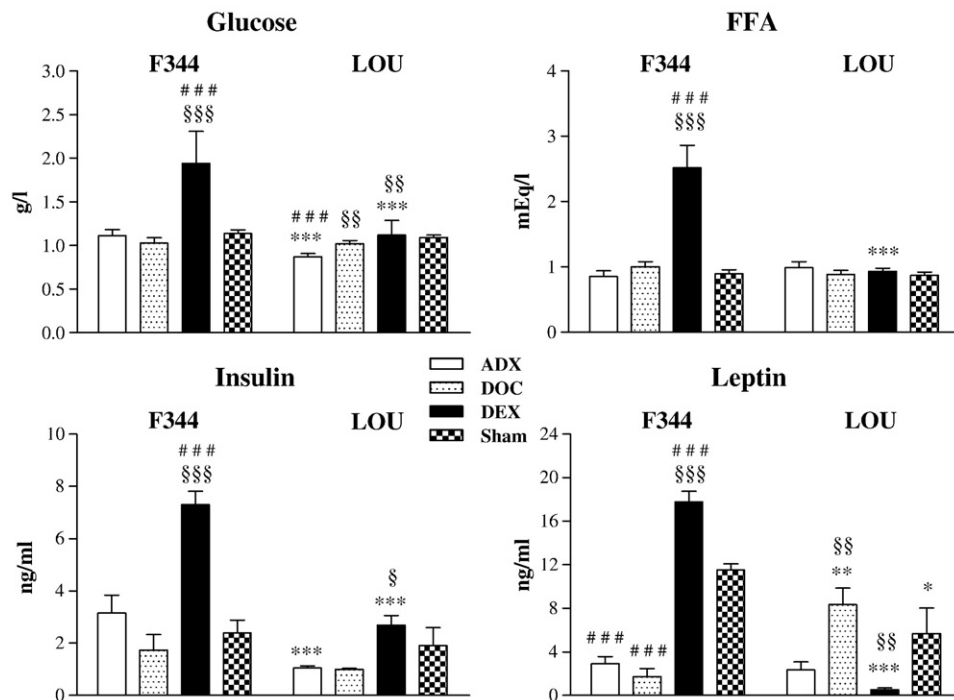 Glucose
F344 LOU
g/l
3.0
2.5
2.0
1.5
1.0
0.5
0.0
# # #
§§§
# # #
***
§§
§§
***
FFA
F344 LOU
mEq/l
4
3
2
1
0
# # #
§§§
***
ADX
DOC
DEX
Sham
Insulin
F344 LOU
ng/ml
10
8
6
4
2
0
# # #
§§§
***
§
***
Leptin
F344 LOU
ng/ml
24
20
16
12
8
4
0
# # #
# # #
# # #
§§§
§§
**
§§
***
*